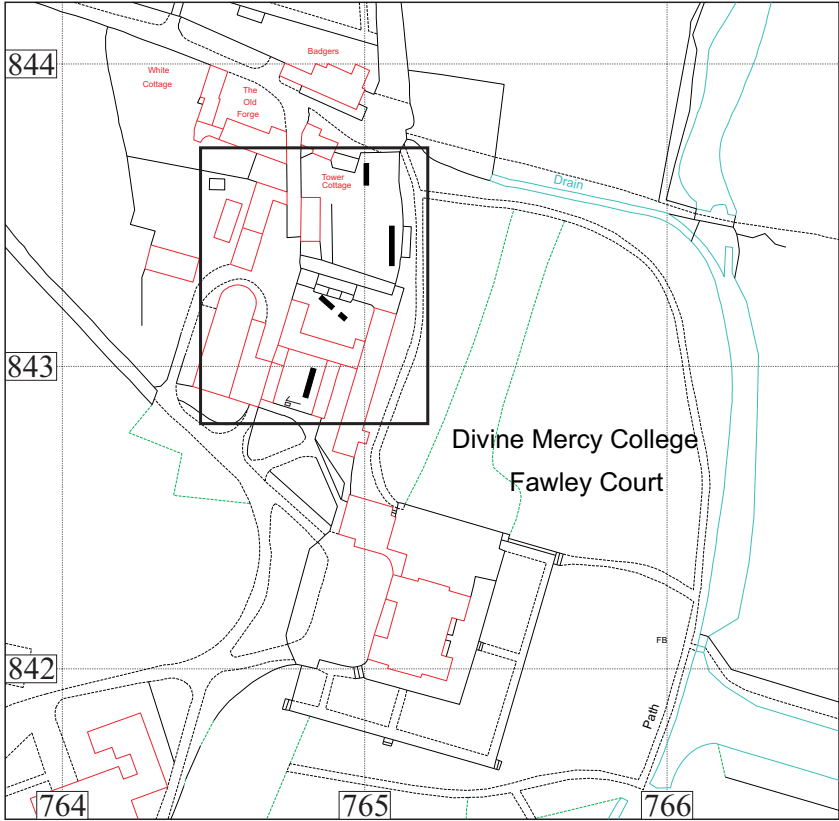 844
Badgers
White
Cottage
The
Old
Forge
Tower
Cottage
Drain
843
Divine Mercy College
Fawley Court
FB
842
Path
764
765
766